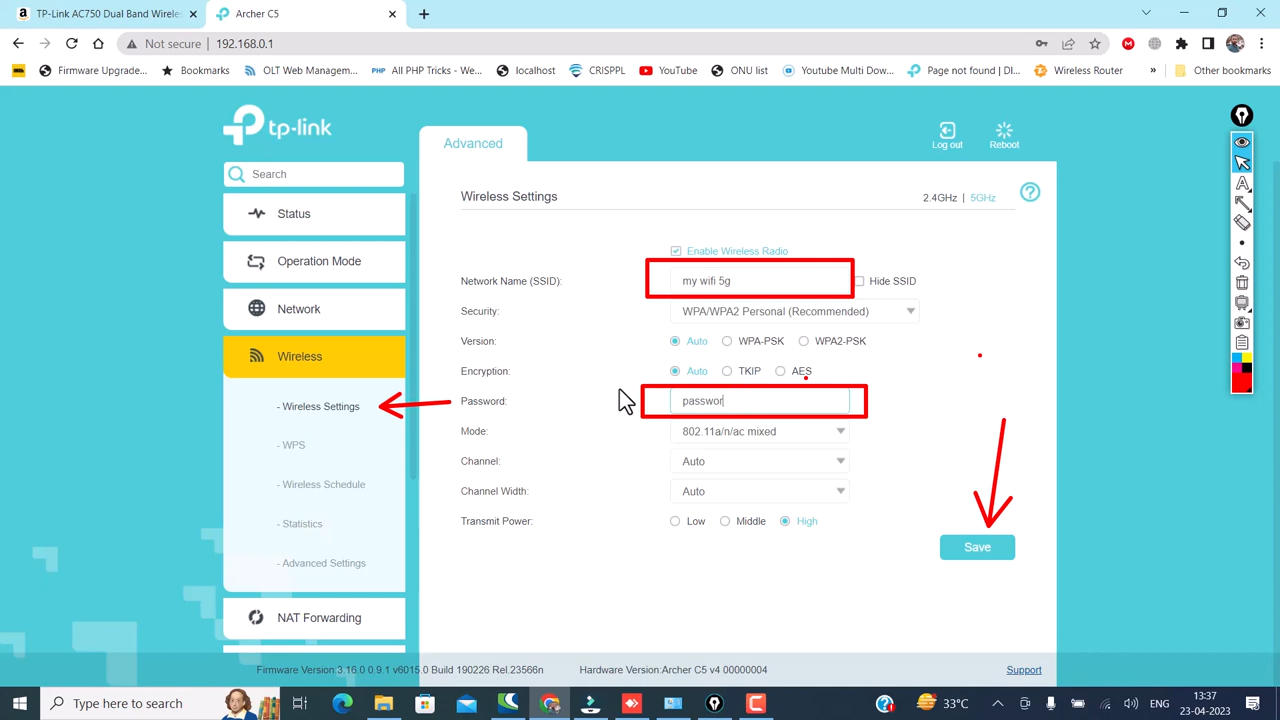 TP-Link AC750 Dual Band Wireles
Archer C5
Not secure | 192.168.0.1
Firmware Upgrade...
Bookmarks
OLT Web Managem...
PHP All PHP Tricks - We...
localhost
CRISPPL
YouTube
ONU list
Youtube Multi Dow...
Page not found | DI...
Wireless Router
»
Other bookmarks
tp-link
Advanced
Log out
Reboot
Search
Status
Operation Mode
Network
Wireless
- Wireless Settings
- WPS
- Wireless Schedule
- Statistics
- Advanced Settings
NAT Forwarding
Wireless Settings
2.4GHz | 5GHz
Enable Wireless Radio
Network Name (SSID): my wifi 5g Hide SSID
Security: WPA/WPA2 Personal (Recommended)
Version: Auto WPA-PSK WPA2-PSK
Encryption: Auto TKIP AES
Password: passwor
Mode: 802.11a/n/ac mixed
Channel: Auto
Channel Width: Auto
Transmit Power: Low Middle High
Save
Firmware Version:3.16.0 0.9.1 v6015.0 Build 190226 Rel.23566n Hardware Version:Archer C5 v4 00000004 Support
Type here to search
33°C
ENG
13:37
23-04-2023